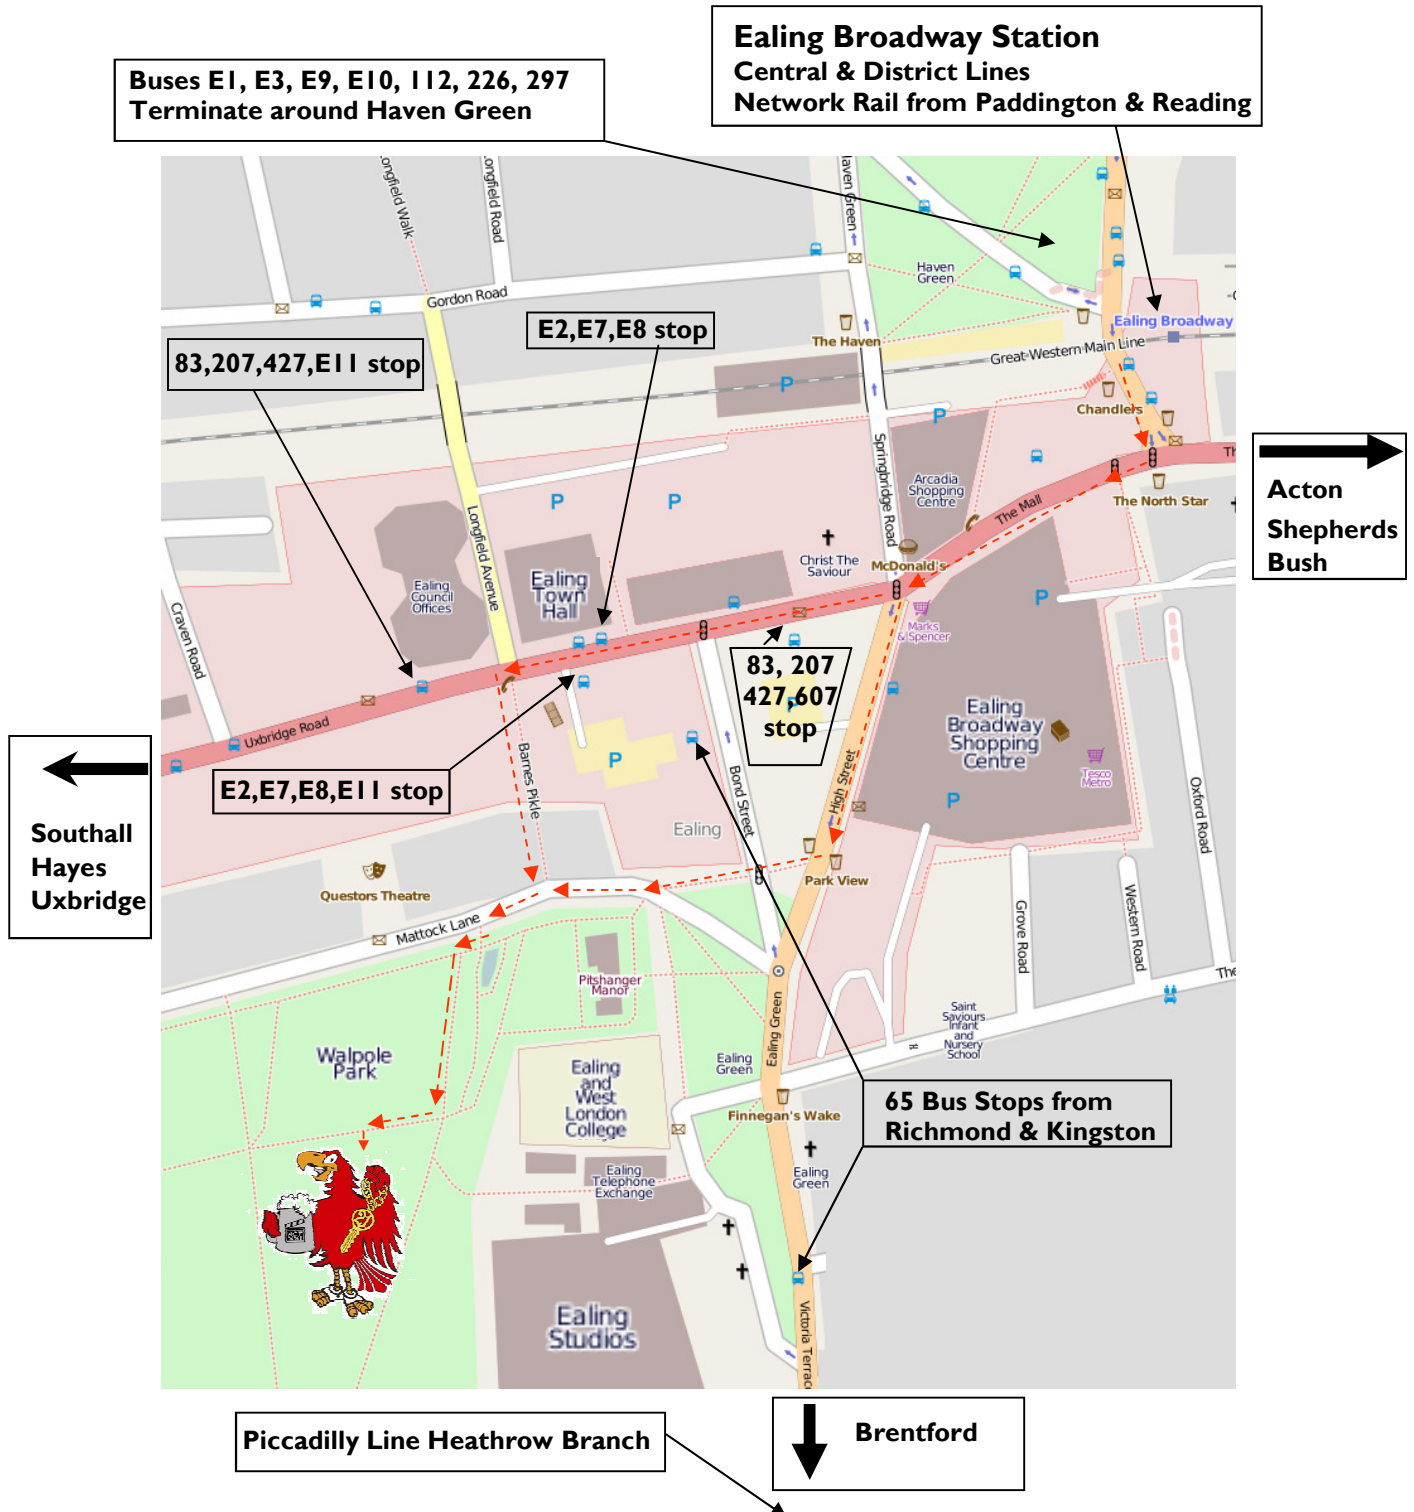 Ealing Broadway Station
Central & District Lines
Network Rail from Paddington & Reading
Buses E1, E3, E9, E10, 112, 226, 297
Terminate around Haven Green
Longfield Walk
Longfield Road
Haven Green
Haven
Green
Gordon Road
E2,E7,E8 stop
The Haven
Ealing Broadway
Great Western Main Line
83,207,427,E11 stop
Chandlers
P
P
Springbridge Road
Arcadia
Shopping
Centre
The Mall
The North Star
Th
Acton
Shepherds
Bush
P
P
Longfield Avenue
Christ The
Saviour
McDonald's
Ealing
Council
Offices
Ealing
Town
Hall
P
Marks
& Spencer
Craven Road
83, 207
427,607
stop
P
Ealing
Broadway
Shopping
Centre
Uxbridge Road
Barnes Pikle
P
Bond Street
High Street
Tesco
Metro
Oxford Road
E2,E7,E8,E11 stop
P
Southall
Hayes
Uxbridge
Ealing
Park View
Questors Theatre
Mattock Lane
Grove Road
Western Road
The
Pitshanger
Manor
Saint
Saviours
Infant
and
Nursery
School
H
Ealing Green
Walpole
Park
Ealing
and
West
London
College
Ealing
Green
Finnegan's Wake
65 Bus Stops from
Richmond & Kingston
Ealing
Telephone
Exchange
Ealing
Green
Ealing
Studios
Victoria Terrac
Piccadilly Line Heathrow Branch
Brentford